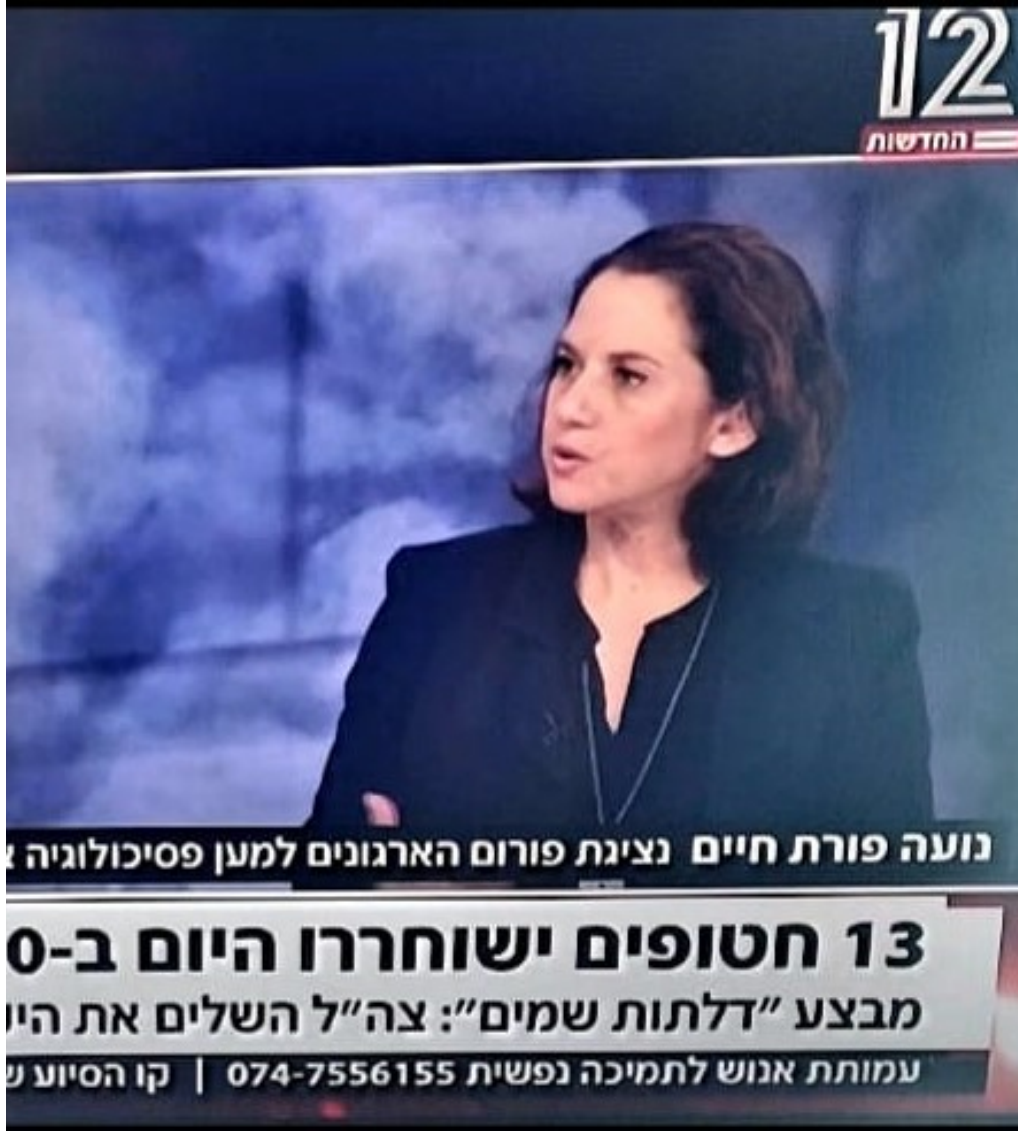 12
החדשות
נועה פורת חיים נציגת פורום הארגונים למען פסיכולוגיה
13 חטופים ישוחררו היום ב-0
מבצע "דלתות שמים": צה"ל השלים את
עמותת אנוש לתמיכה נפשית 074-7556155 | קו הסיוע